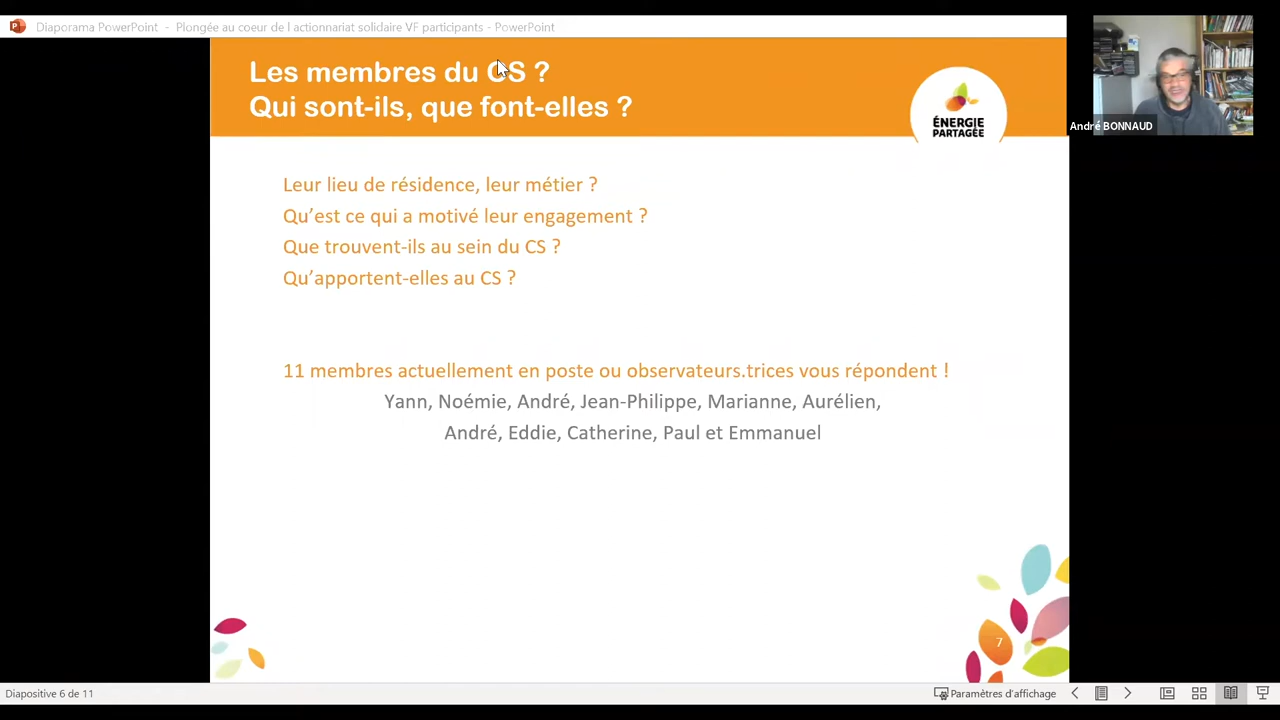 Diaporama PowerPoint - Plongée au coeur de l actionnariat solidaire VF participants - PowerPoint
Les membres du CS ?
Qui sont-ils, que font-elles ?
ÉNERGIE
PARTAGÉE
André BONNAUD
Leur lieu de résidence, leur métier ?
Qu’est ce qui a motivé leur engagement ?
Que trouvent-ils au sein du CS ?
Qu’apportent-elles au CS ?
11 membres actuellement en poste ou observateurs.trices vous répondent !
Yann, Noémie, André, Jean-Philippe, Marianne, Aurélien,
André, Eddie, Catherine, Paul et Emmanuel
7
Diapositive 6 de 11
Paramètres d'affichage